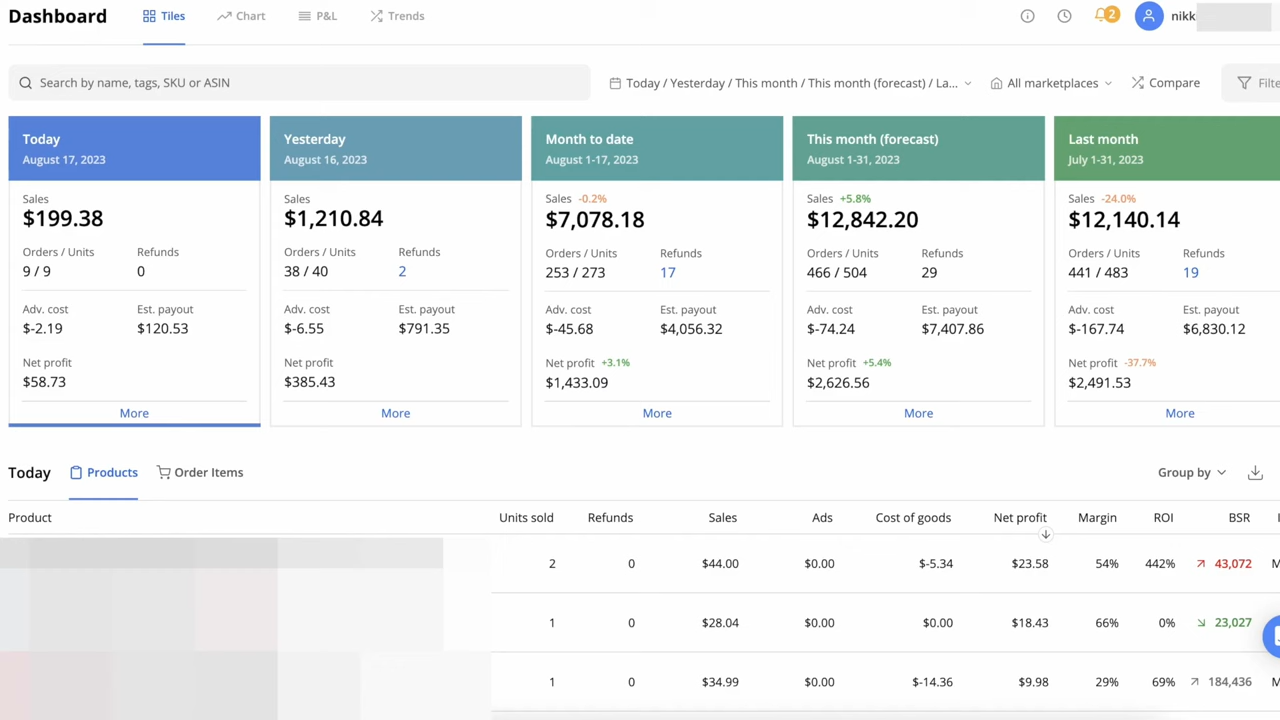 Dashboard
Tiles
Chart
P&L
Trends
2
nikk
Search by name, tags, SKU or ASIN
Today / Yesterday / This month / This month (forecast) / La...
All marketplaces
Compare
Filte
Today
August 17, 2023
Sales
$199.38
Orders / Units
Refunds
9 / 9
0
Adv. cost
Est. payout
$-2.19
$120.53
Net profit
$58.73
More
Yesterday
August 16, 2023
Sales
$1,210.84
Orders / Units
Refunds
38 / 40
2
Adv. cost
Est. payout
$-6.55
$791.35
Net profit
$385.43
More
Month to date
August 1-17, 2023
Sales -0.2%
$7,078.18
Orders / Units
Refunds
253 / 273
17
Adv. cost
Est. payout
$-45.68
$4,056.32
Net profit +3.1%
$1,433.09
More
This month (forecast)
August 1-31, 2023
Sales +5.8%
$12,842.20
Orders / Units
Refunds
466 / 504
29
Adv. cost
Est. payout
$-74.24
$7,407.86
Net profit +5.4%
$2,626.56
More
Last month
July 1-31, 2023
Sales -24.0%
$12,140.14
Orders / Units
Refunds
441 / 483
19
Adv. cost
Est. payout
$-167.74
$6,830.12
Net profit -37.7%
$2,491.53
More
Today
Products
Order Items
Group by
Product Units sold Refunds Sales Ads Cost of goods Net profit Margin ROI BSR
2 0 $44.00 $0.00 $-5.34 $23.58 54% 442% 43,072
1 0 $28.04 $0.00 $0.00 $18.43 66% 0% 23,027
1 0 $34.99 $0.00 $-14.36 $9.98 29% 69% 184,436